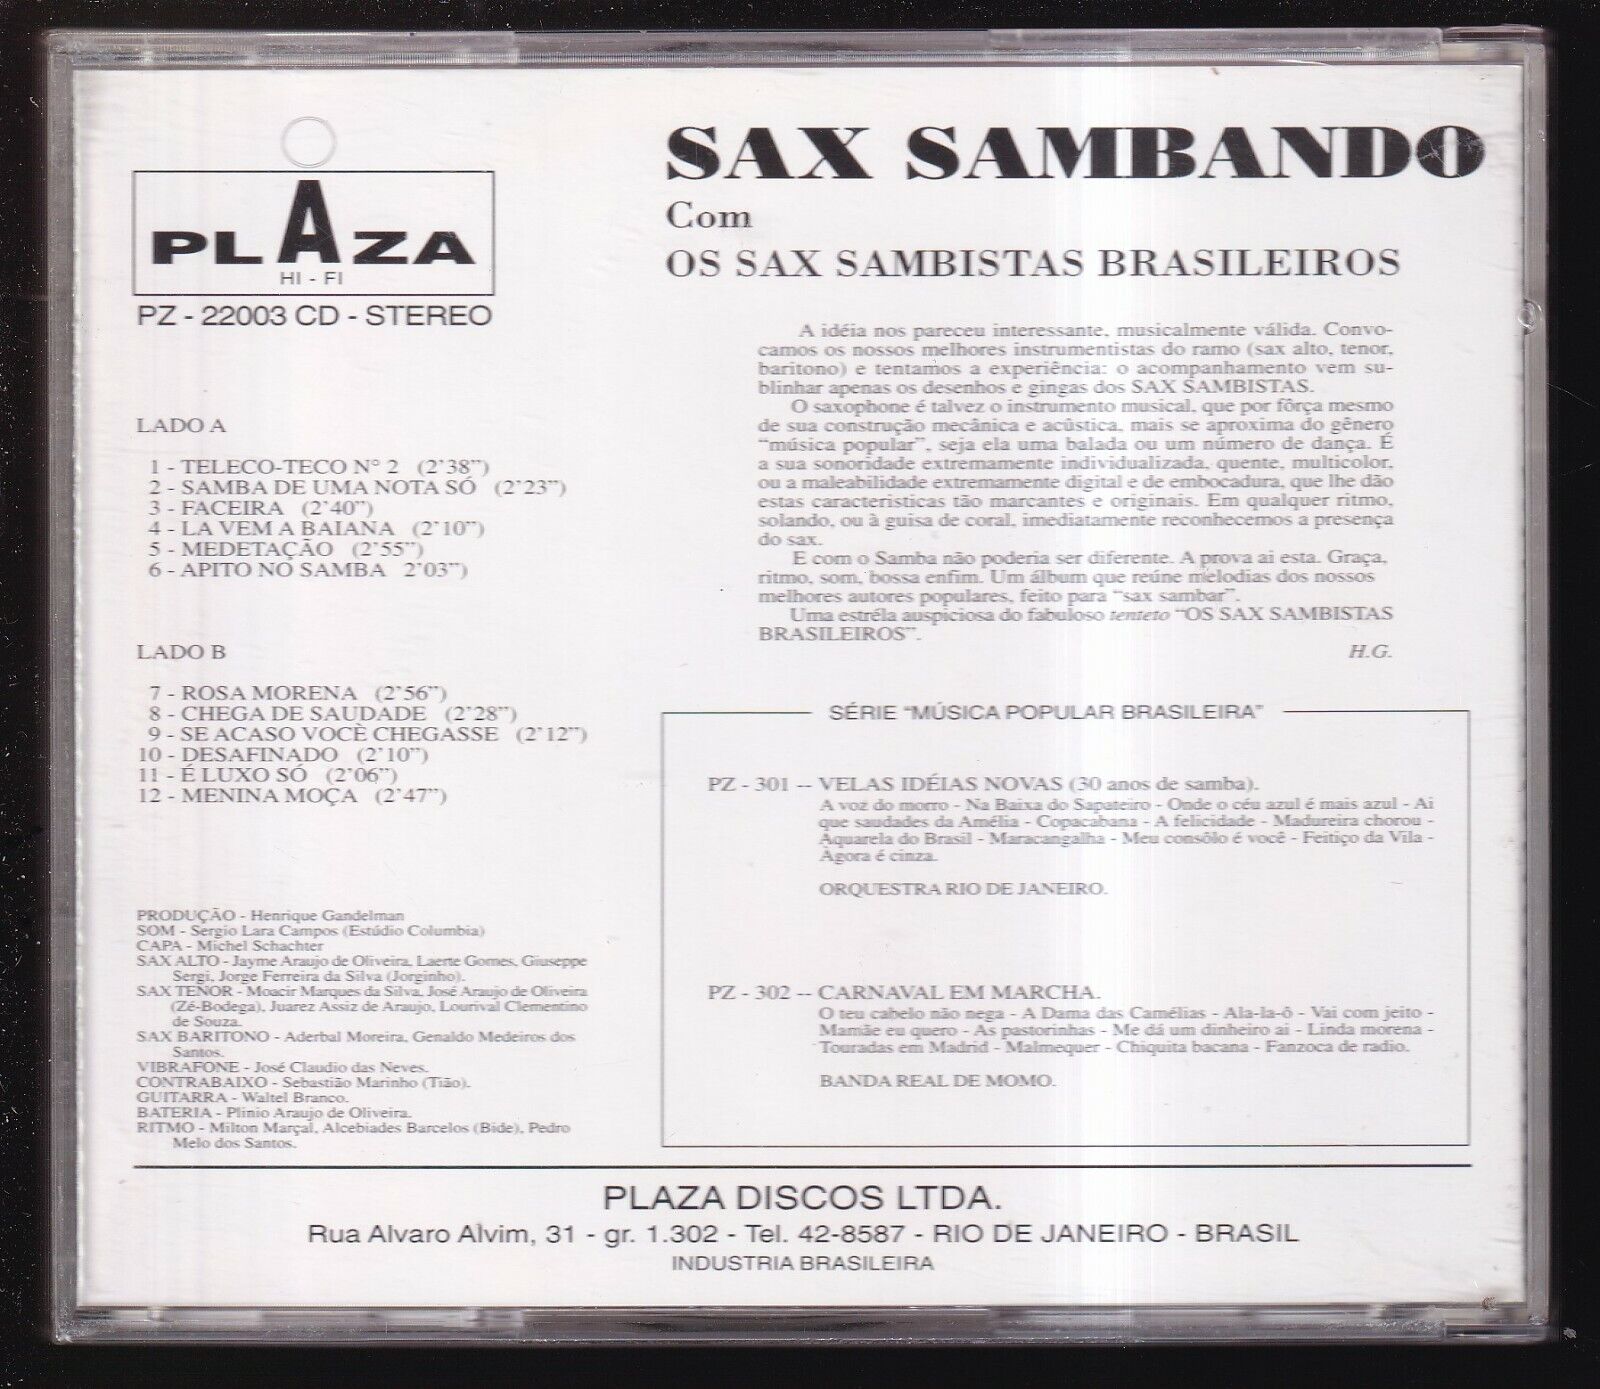 PLAZA
HI - FI
PZ - 22003 CD - STEREO
LADO A
1 - TELECO-TECO N° 2 (2'38")
2 - SAMBA DE UMA NOTA SÓ (2'23")
3 - FACEIRA (2'40")
4 - LA VEM A BAIANA (2'10")
5 - MEDETAÇÃO (2'55")
6 - APITO NO SAMBA 2'03")
LADO B
7 - ROSA MORENA (2'56")
8 - CHEGA DE SAUDADE (2'28")
9 - SE ACASO VOCÊ CHEGASSE (2'12")
10 - DESAFINADO (2'10")
11 - É LUXO SÓ (2'06")
12 - MENINA MOÇA (2'47")
PRODUÇÃO - Henrique Gandelman
SOM - Sergio Lara Campos (Estúdio Columbia)
CAPA - Michel Schachter
SAX ALTO - Jayme Araujo de Oliveira, Laerte Gomes, Giuseppe
Sergi, Jorge Ferreira da Silva (Jorginho).
SAX TENOR - Moacir Marques da Silva, José Araujo de Oliveira
(Zé-Bodega), Juarez Assiz de Araujo, Lourival Clementino
de Souza.
SAX BARITONO - Aderbal Moreira, Genaldo Medeiros dos
Santos.
VIBRAFONE - José Claudio das Neves.
CONTRABAIXO - Sebastião Marinho (Tião).
GUITARRA - Waltel Branco.
BATERIA - Plinio Araujo de Oliveira.
RITMO - Milton Marçal, Alcebiades Barcelos (Bide), Pedro
Melo dos Santos.
SAX SAMBANDO
Com
OS SAX SAMBISTAS BRASILEIROS
A idéia nos pareceu interessante, musicalmente válida. Convo-
camos os nossos melhores instrumentistas do ramo (sax alto, tenor,
baritono) e tentamos a experiência: o acompanhamento vem su-
blinhar apenas os desenhos e gingas dos SAX SAMBISTAS.
O saxophone é talvez o instrumento musical, que por fôrça mesmo
de sua construção mecânica e acústica, mais se aproxima do gênero
"música popular", seja ela uma balada ou um número de dança. É
a sua sonoridade extremamente individualizada, quente, multicolor,
ou a maleabilidade extremamente digital e de embocadura, que lhe dão
estas caracteristicas tão marcantes e originais. Em qualquer ritmo,
solando, ou à guisa de coral, imediatamente reconhecemos a presença
do sax.
E com o Samba não poderia ser diferente. A prova ai esta. Graça,
ritmo, som, bossa enfim. Um álbum que reúne melodias dos nossos
melhores autores populares, feito para "sax sambar".
Uma estréla auspiciosa do fabuloso tenteto "OS SAX SAMBISTAS
BRASILEIROS".
H.G.
SÉRIE "MÚSICA POPULAR BRASILEIRA"
PZ - 301 -- VELAS IDÉIAS NOVAS (30 anos de samba).
A voz do morro - Na Baixa do Sapateiro - Onde o céu azul é mais azul - Ai
que saudades da Amélia - Copacabana - A felicidade - Madureira chorou -
Aquarela do Brasil - Maracangalha - Meu consôlo é você - Feitiço da Vila -
Agora é cinza.
ORQUESTRA RIO DE JANEIRO.
PZ - 302 -- CARNAVAL EM MARCHA.
O teu cabelo não nega - A Dama das Camélias - Ala-la-ô - Vai com jeito -
Mamãe eu quero - As pastorinhas - Me dá um dinheiro ai - Linda morena -
Touradas em Madrid - Malmequer - Chiquita bacana - Fanzoca de radio.
BANDA REAL DE MOMO.
PLAZA DISCOS LTDA.
Rua Alvaro Alvim, 31 - gr. 1.302 - Tel. 42-8587 - RIO DE JANEIRO - BRASIL
INDUSTRIA BRASILEIRA